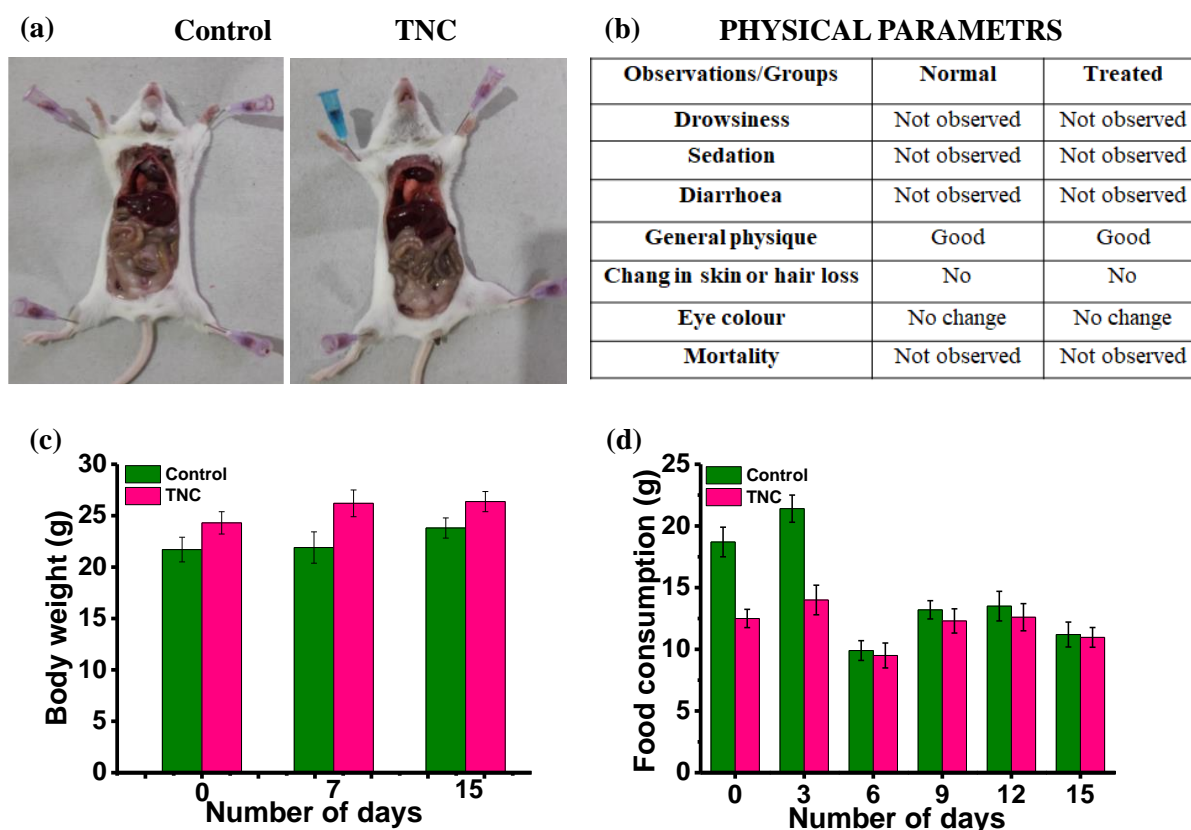 (a) Control TNC
(b) PHYSICAL PARAMETRS
Observations/Groups Normal Treated
Drowsiness Not observed Not observed
Sedation Not observed Not observed
Diarrhoea Not observed Not observed
General physique Good Good
Chang in skin or hair loss No No
Eye colour No change No change
Mortality Not observed Not observed
(c)
Body weight (g)
30
25
20
15
10
5
0
Control
TNC
0 7 15
Number of days
(d)
Food consumption (g)
25
20
15
10
5
0
Control
TNC
0 3 6 9 12 15
Number of days